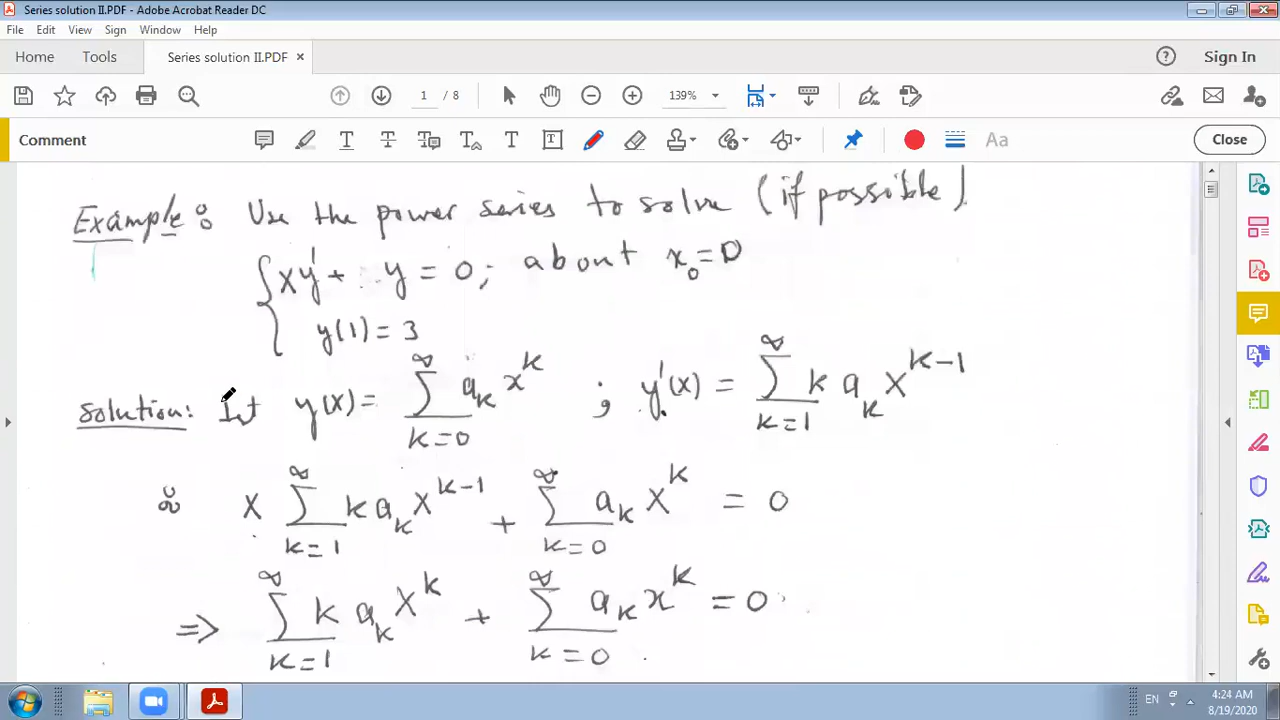 Series solution II.PDF - Adobe Acrobat Reader DC
File Edit View Sign Window Help
Home Tools Series solution II.PDF × Sign In
1 / 8 139%
Comment Close
Example: Use the power series to solve (if possible)
{ xy' + y = 0; about x₀ = 0
y(1) = 3
Solution: Let y(x) = ∑_{k=0}^{∞} a_k x^k ; y'(x) = ∑_{k=1}^{∞} k a_k x^{k-1}
∴ x ∑_{k=1}^{∞} k a_k x^{k-1} + ∑_{k=0}^{∞} a_k x^k = 0
=> ∑_{k=1}^{∞} k a_k x^k + ∑_{k=0}^{∞} a_k x^k = 0
EN 4:24 AM
8/19/2020